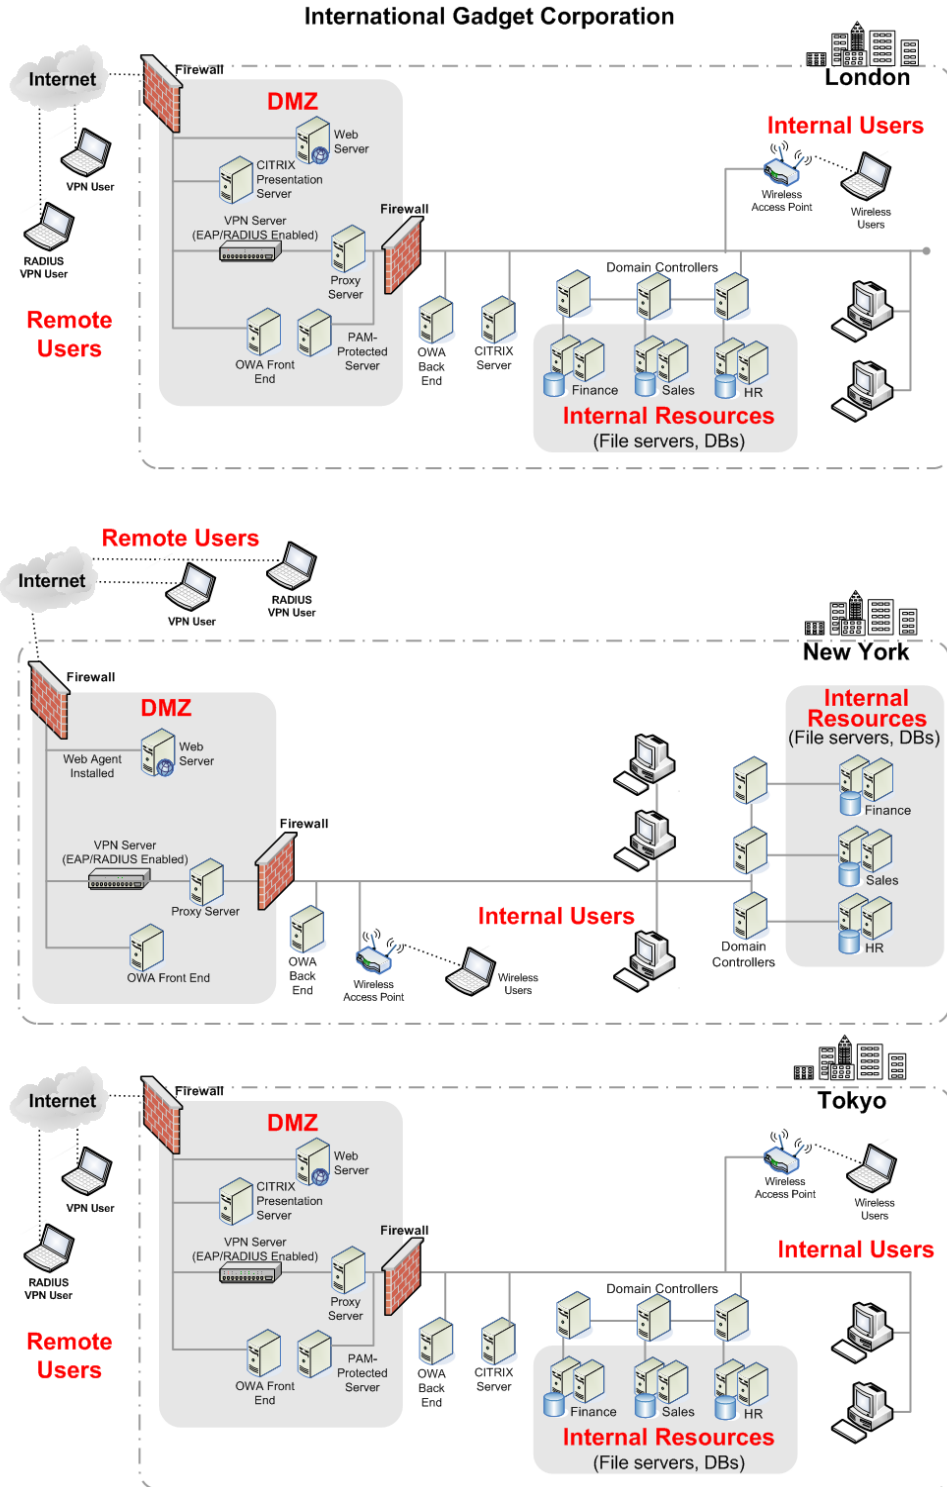 International Gadget Corporation
Internet
Firewall
London
DMZ
Internal Users
Web
Server
CITRIX
Presentation
Server
VPN User
Wireless
Access Point
Wireless
Users
Firewall
VPN Server
(EAP/RADIUS Enabled)
RADIUS
VPN User
Proxy
Server
Domain Controllers
Remote
Users
OWA Front
End
PAM-
Protected
Server
OWA
Back
End
CITRIX
Server
Finance
Sales
HR
Internal Resources
(File servers, DBs)
Remote Users
Internet
VPN User
RADIUS
VPN User
New York
Firewall
DMZ
Internal
Resources
(File servers, DBs)
Web Agent
Installed
Web
Server
Finance
Firewall
VPN Server
(EAP/RADIUS Enabled)
Proxy Server
Sales
Internal Users
OWA Front End
OWA
Back
End
Wireless
Access Point
Wireless
Users
Domain
Controllers
HR
Internet
Firewall
Tokyo
DMZ
Web
Server
CITRIX
Presentation
Server
VPN User
Wireless
Access Point
Wireless
Users
Firewall
VPN Server
(EAP/RADIUS Enabled)
Internal Users
RADIUS
VPN User
Proxy
Server
Domain Controllers
Remote
Users
OWA Front
End
PAM-
Protected
Server
OWA
Back
End
CITRIX
Server
Finance
Sales
HR
Internal Resources
(File servers, DBs)